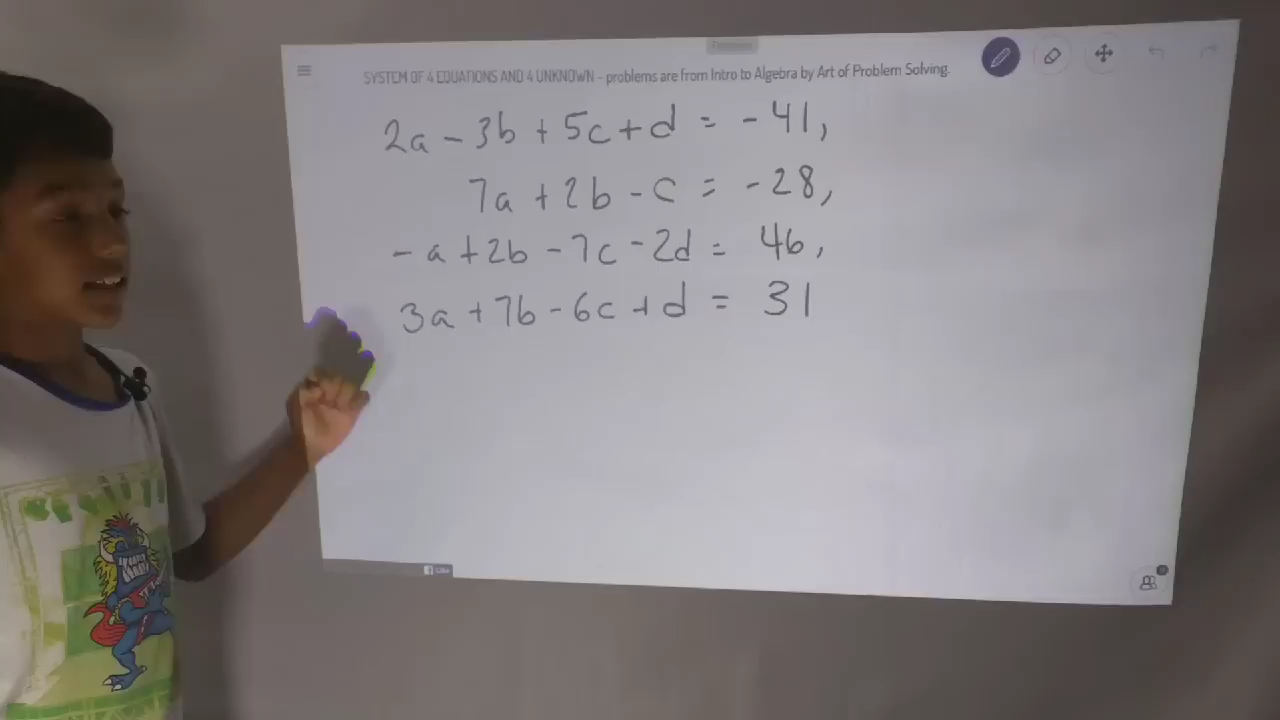 SYSTEM OF 4 EQUATIONS AND 4 UNKNOWN - problems are from Intro to Algebra by Art of Problem Solving.
2a - 3b + 5c + d = - 41,
7a + 2b - c = - 28,
- a + 2b - 7c - 2d = 46,
3a + 7b - 6c + d = 31